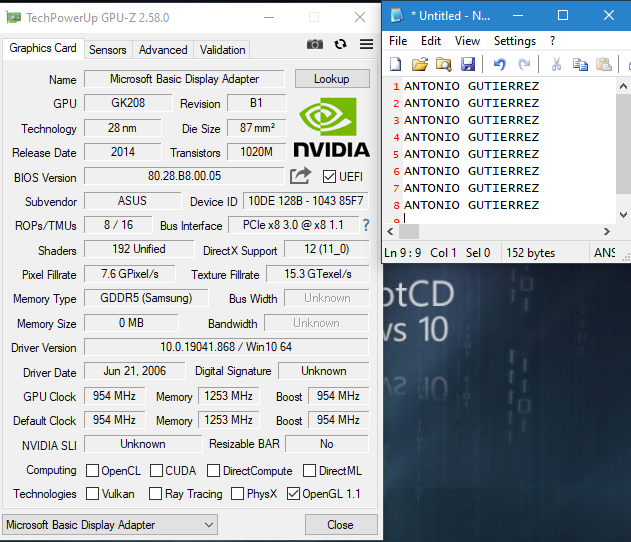 TechPowerUp GPU-Z 2.58.0
Graphics Card Sensors Advanced Validation
Name Microsoft Basic Display Adapter Lookup
GPU GK208 Revision B1
Technology 28 nm Die Size 87 mm²
Release Date 2014 Transistors 1020M
NVIDIA
BIOS Version 80.28.B8.00.05 UEFI
Subvendor ASUS Device ID 10DE 128B - 1043 85F7
ROPs/TMUs 8 / 16 Bus Interface PCIe x8 3.0 @ x8 1.1 ?
Shaders 192 Unified DirectX Support 12 (11_0)
Pixel Fillrate 7.6 GPixel/s Texture Fillrate 15.3 GTexel/s
Memory Type GDDR5 (Samsung) Bus Width Unknown
Memory Size 0 MB Bandwidth Unknown
Driver Version 10.0.19041.868 / Win10 64
Driver Date Jun 21, 2006 Digital Signature Unknown
GPU Clock 954 MHz Memory 1253 MHz Boost 954 MHz
Default Clock 954 MHz Memory 1253 MHz Boost 954 MHz
NVIDIA SLI Unknown Resizable BAR No
Computing OpenCL CUDA DirectCompute DirectML
Technologies Vulkan Ray Tracing PhysX OpenGL 1.1
Microsoft Basic Display Adapter Close
* Untitled - N...
File Edit View Settings ?
1 ANTONIO GUTIERREZ
2 ANTONIO GUTIERREZ
3 ANTONIO GUTIERREZ
4 ANTONIO GUTIERREZ
5 ANTONIO GUTIERREZ
6 ANTONIO GUTIERREZ
7 ANTONIO GUTIERREZ
8 ANTONIO GUTIERREZ
9
Ln 9 : 9 Col 1 Sel 0 152 bytes ANS
otCD
vs 10